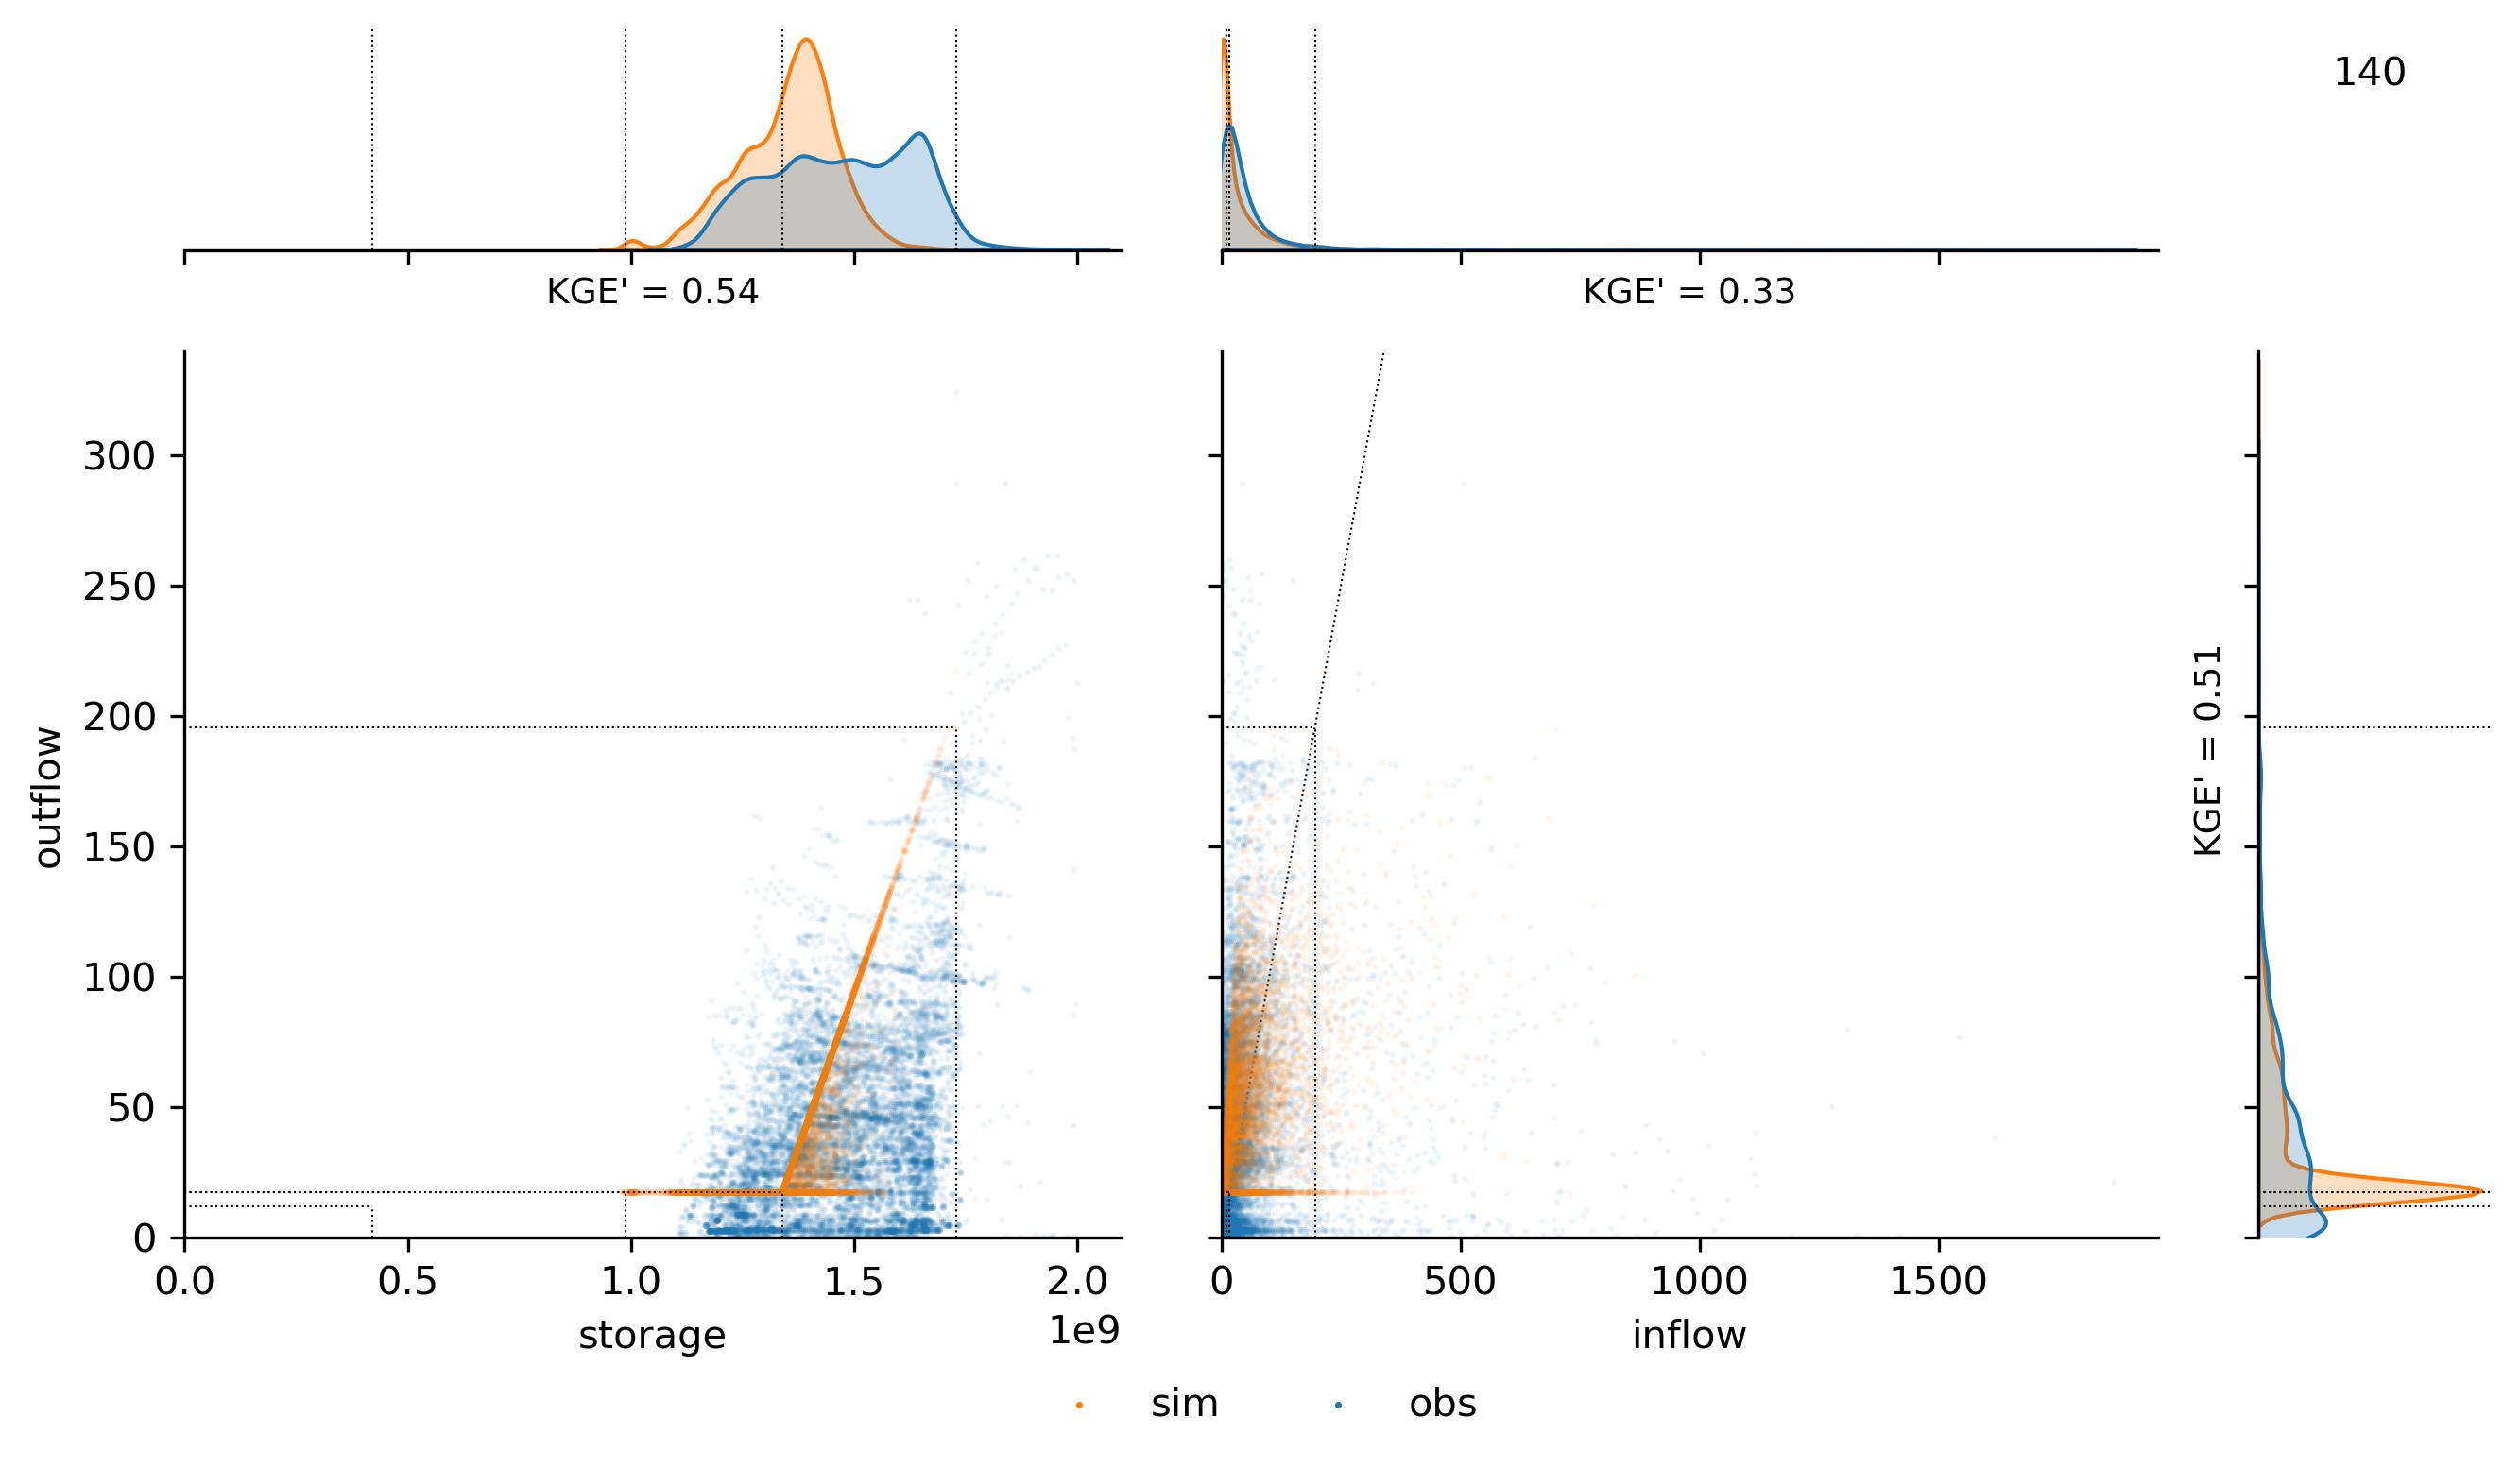 140
KGE' = 0.54
KGE' = 0.33
300
250
200
150
100
50
0
outflow
KGE' = 0.51
0.0 0.5 1.0 1.5 2.0
1e9
storage
0 500 1000 1500
inflow
sim obs